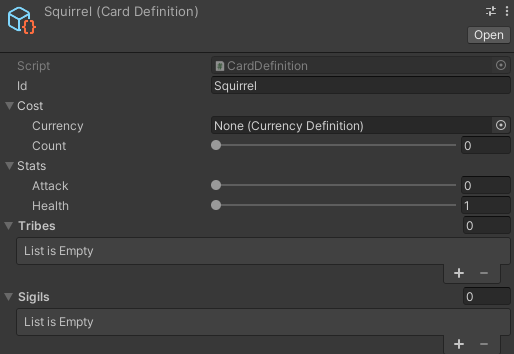 Squirrel (Card Definition)
Open
Script CardDefinition
Id Squirrel
Cost
Currency None (Currency Definition)
Count 0
Stats
Attack 0
Health 1
Tribes 0
List is Empty
+ −
Sigils 0
List is Empty
+ −